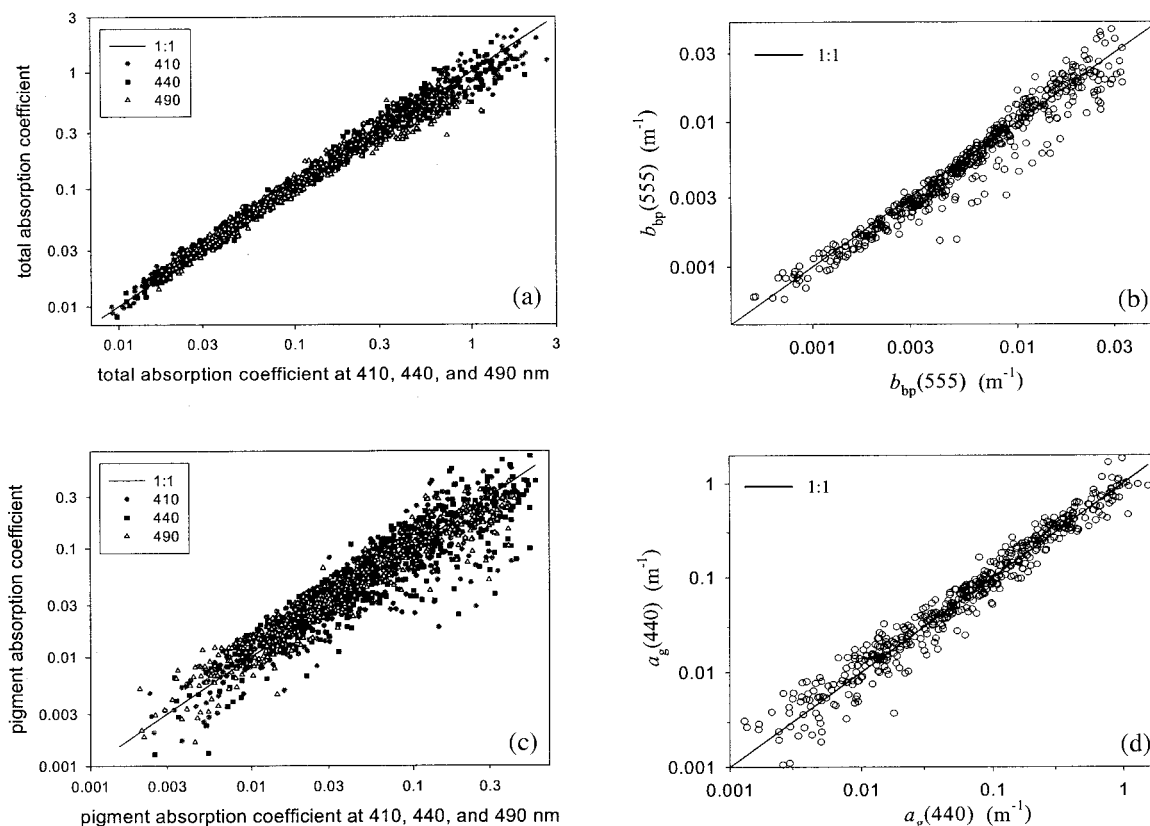 3
1
0.3
0.1
0.03
0.01
total absorption coefficient
1:1
410
440
490
(a)
0.01 0.03 0.1 0.3 1 3
total absorption coefficient at 410, 440, and 490 nm
0.03
0.01
0.003
0.001
b_bp(555) (m⁻¹)
1:1
(b)
0.001 0.003 0.01 0.03
b_bp(555) (m⁻¹)
0.3
0.1
0.03
0.01
0.003
0.001
pigment absorption coefficient
1:1
410
440
490
(c)
0.001 0.003 0.01 0.03 0.1 0.3
pigment absorption coefficient at 410, 440, and 490 nm
1
0.1
0.01
0.001
a_g(440) (m⁻¹)
1:1
(d)
0.001 0.01 0.1 1
a_g(440) (m⁻¹)